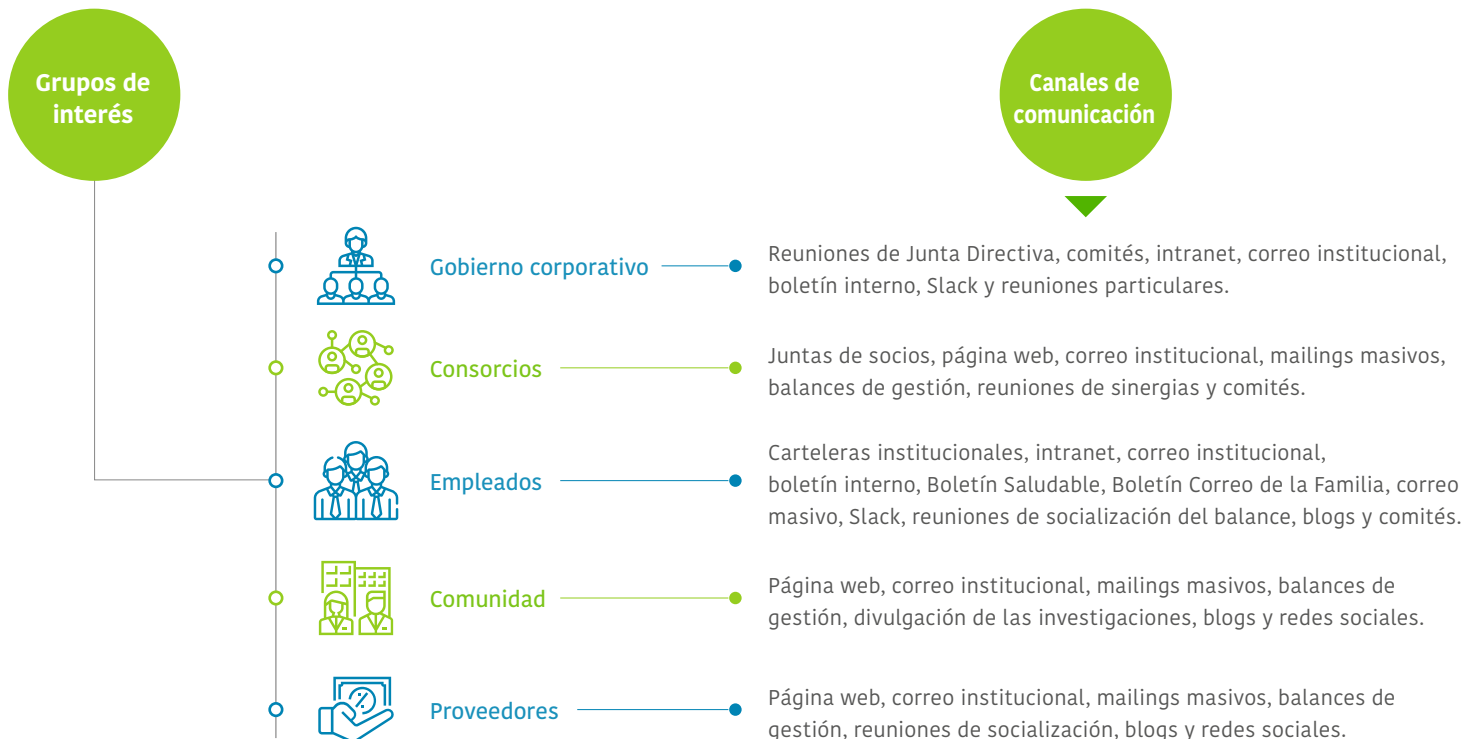 Grupos de
interés
Canales de
comunicación
Gobierno corporativo
Reuniones de Junta Directiva, comités, intranet, correo institucional,
boletín interno, Slack y reuniones particulares.
Consorcios
Juntas de socios, página web, correo institucional, mailings masivos,
balances de gestión, reuniones de sinergias y comités.
Empleados
Carteleras institucionales, intranet, correo institucional,
boletín interno, Boletín Saludable, Boletín Correo de la Familia, correo
masivo, Slack, reuniones de socialización del balance, blogs y comités.
Comunidad
Página web, correo institucional, mailings masivos, balances de
gestión, divulgación de las investigaciones, blogs y redes sociales.
Proveedores
Página web, correo institucional, mailings masivos, balances de
gestión, reuniones de socialización, blogs y redes sociales.